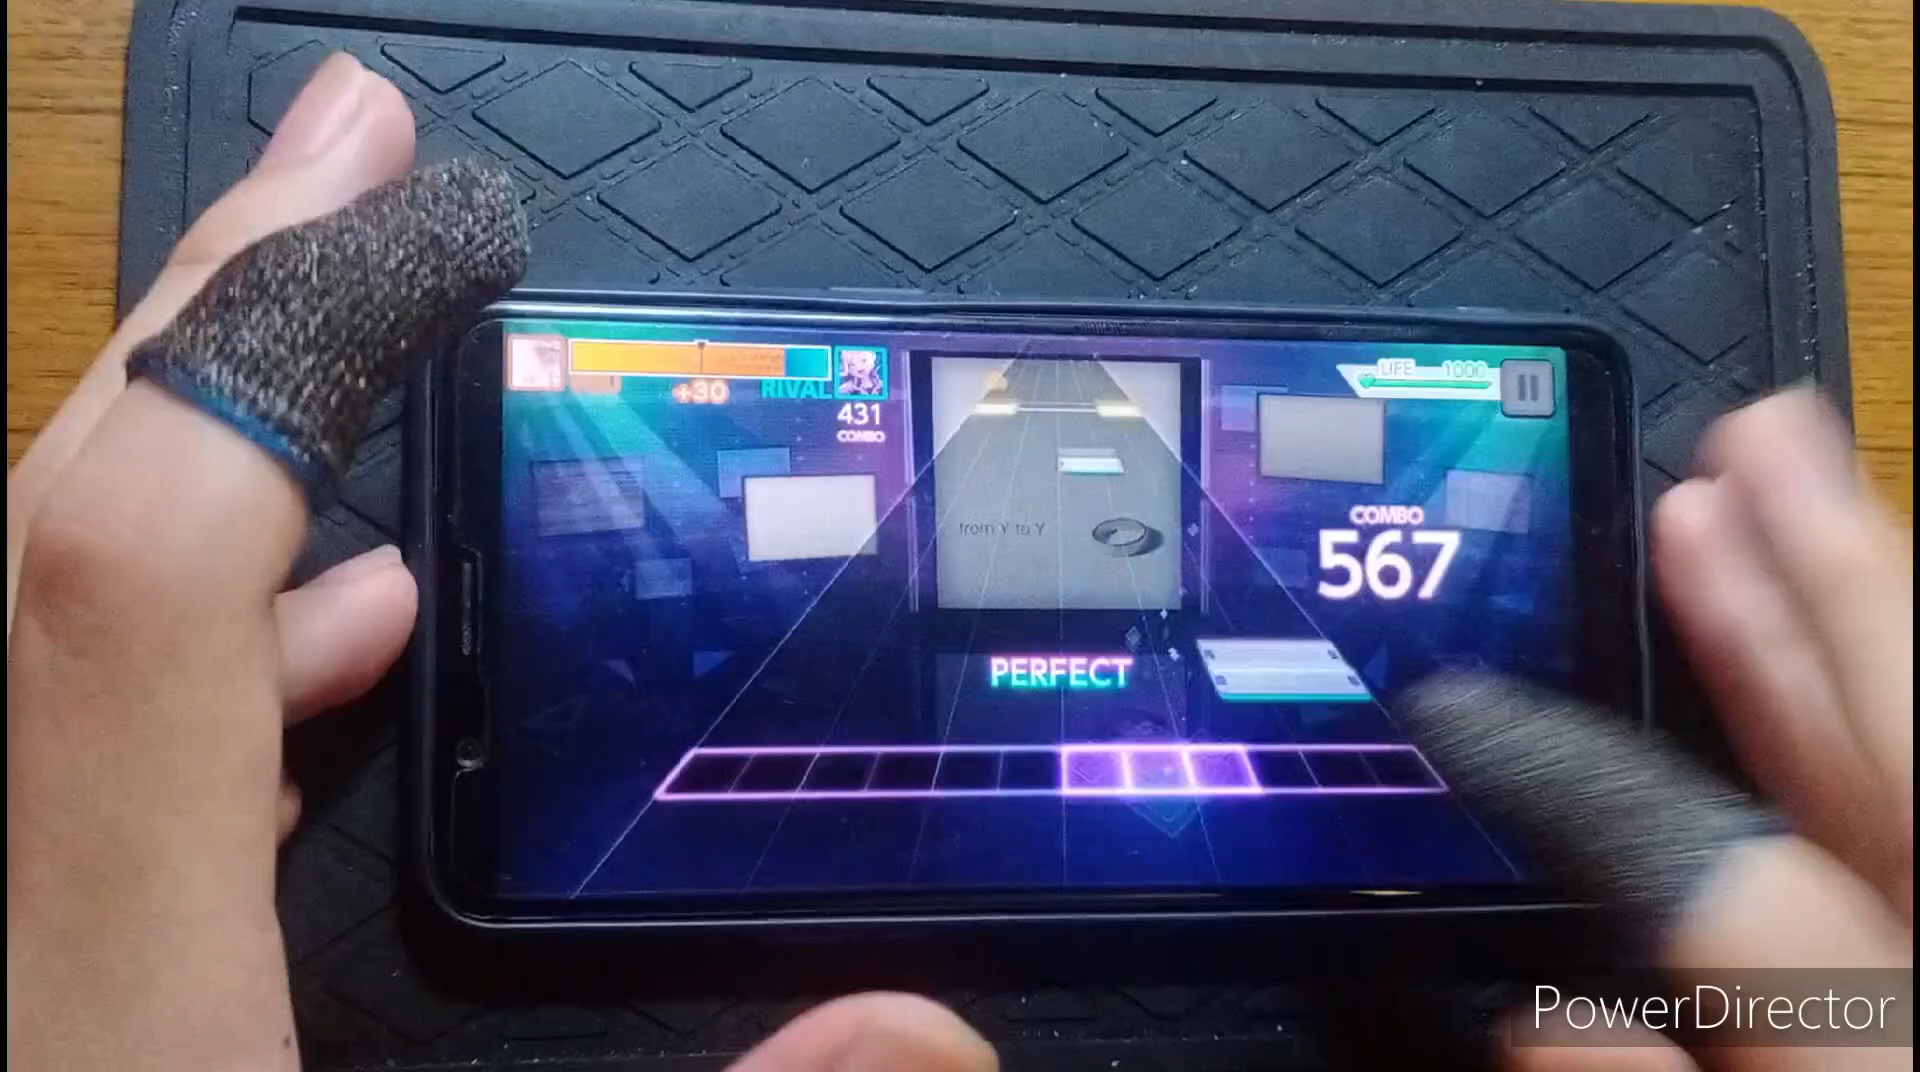 +30
RIVAL
431
COMBO
LIFE 1000
from Y to Y
COMBO
567
PERFECT
PowerDirector